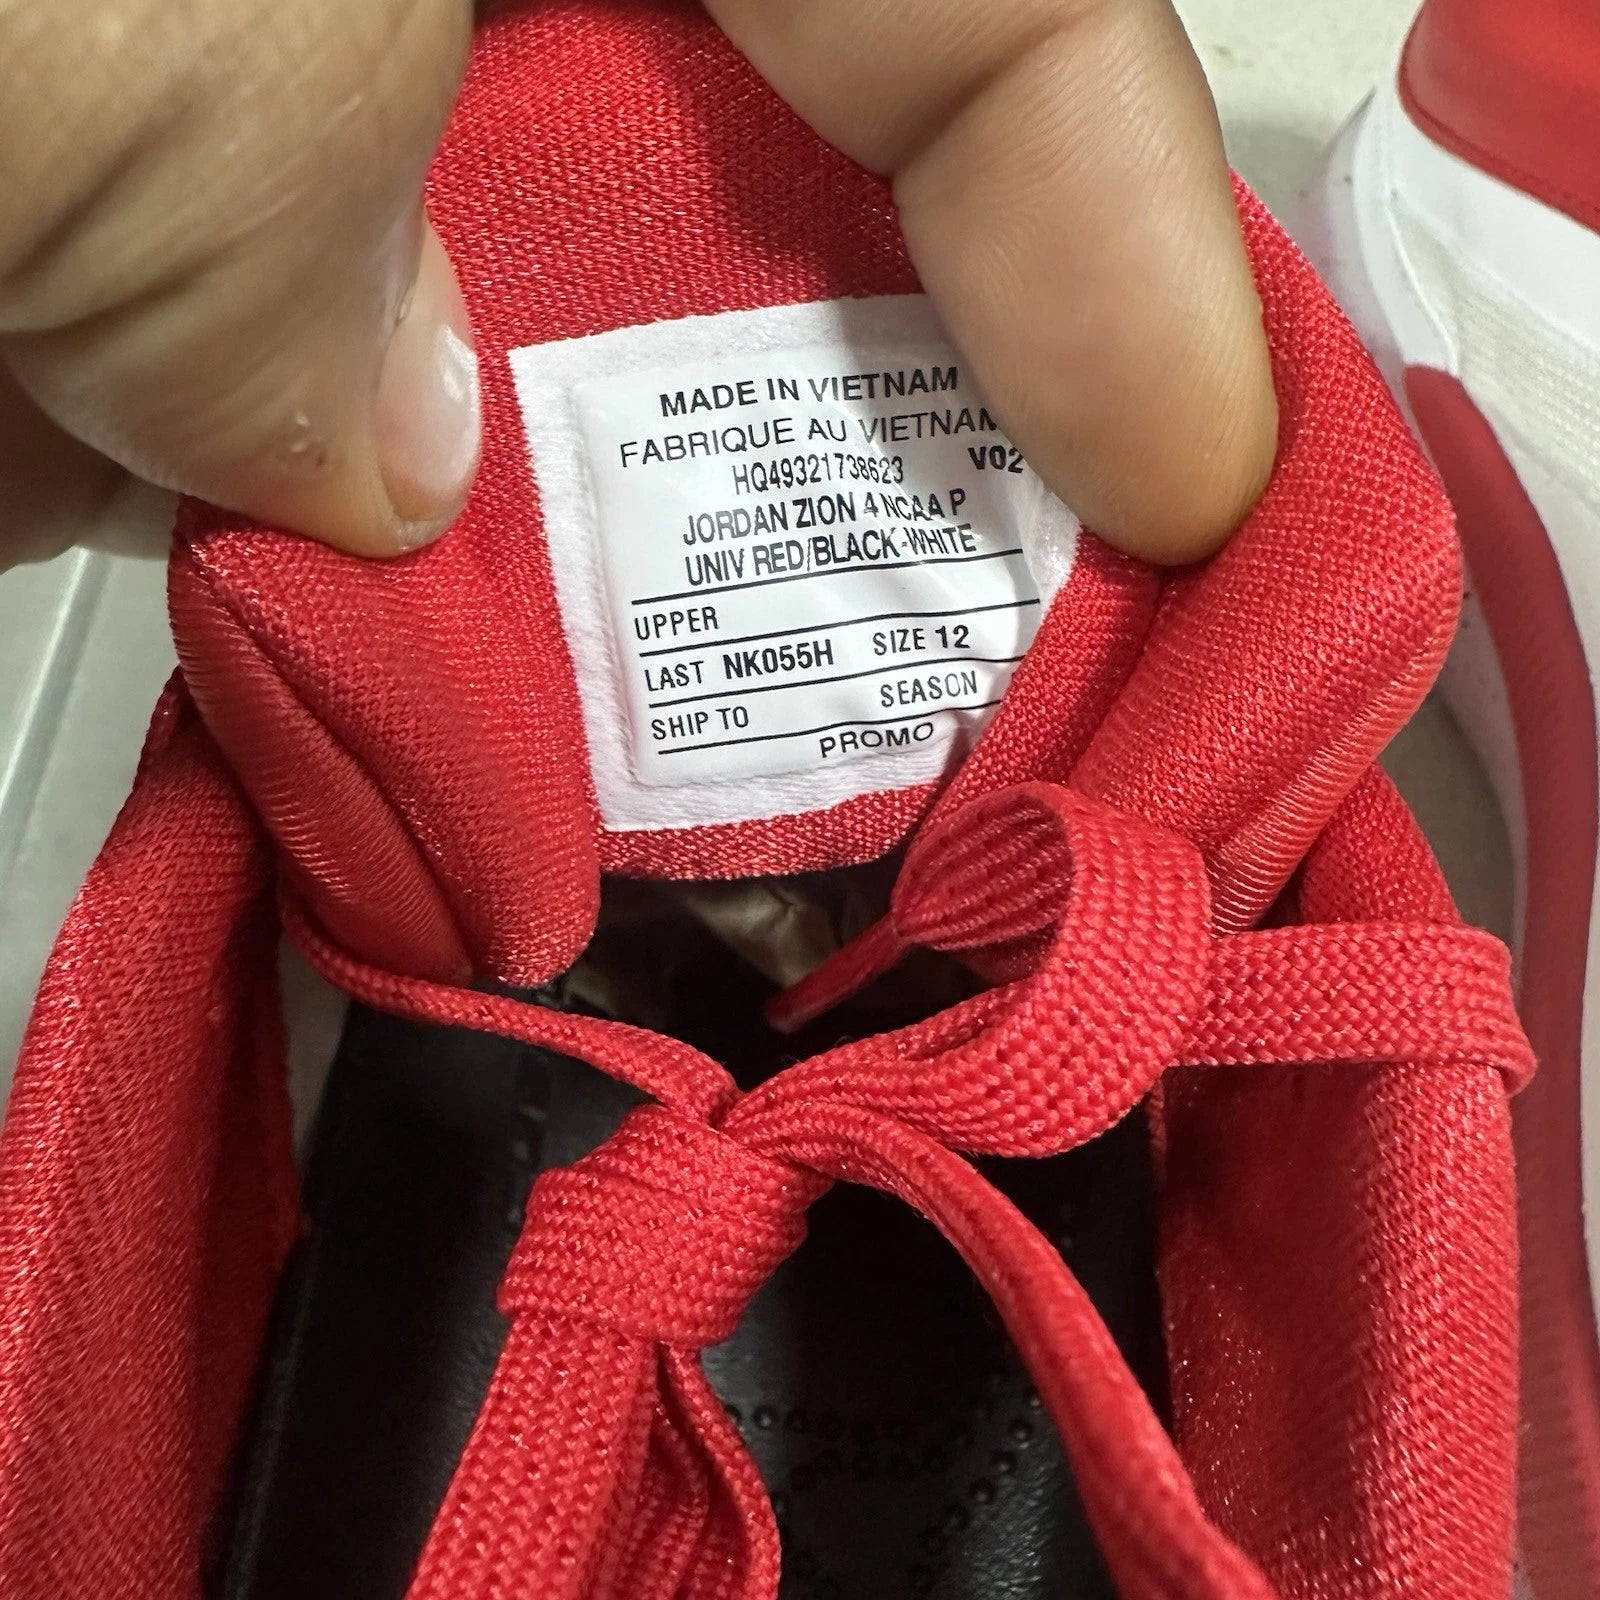 MADE IN VIETNAM
FABRIQUE AU VIETNAM
HQ49321738623 V02
JORDAN ZION 4 NCAA P
UNIV RED/BLACK-WHITE
UPPER
LAST NK055H SIZE 12
SHIP TO SEASON
PROMO